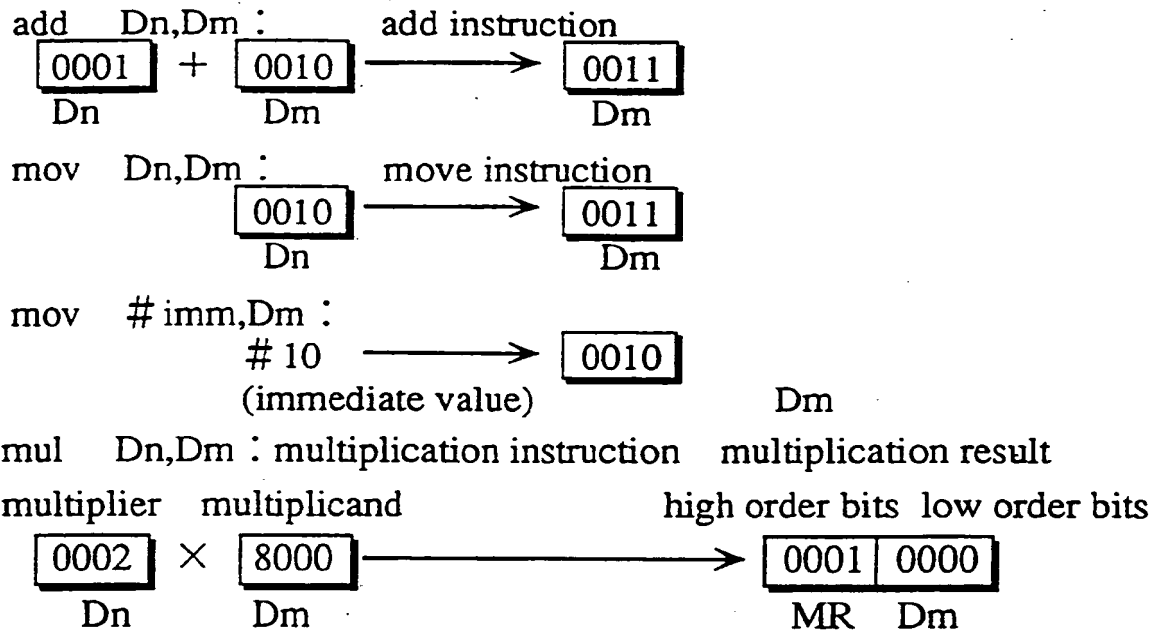 add Dn,Dm : add instruction
0001 + 0010 0011
Dn Dm Dm
mov Dn,Dm : move instruction
0010 0011
Dn Dm
mov # imm,Dm :
# 10 0010
(immediate value) Dm
mul Dn,Dm : multiplication instruction multiplication result
multiplier multiplicand high order bits low order bits
0002 × 8000 0001 0000
Dn Dm MR Dm